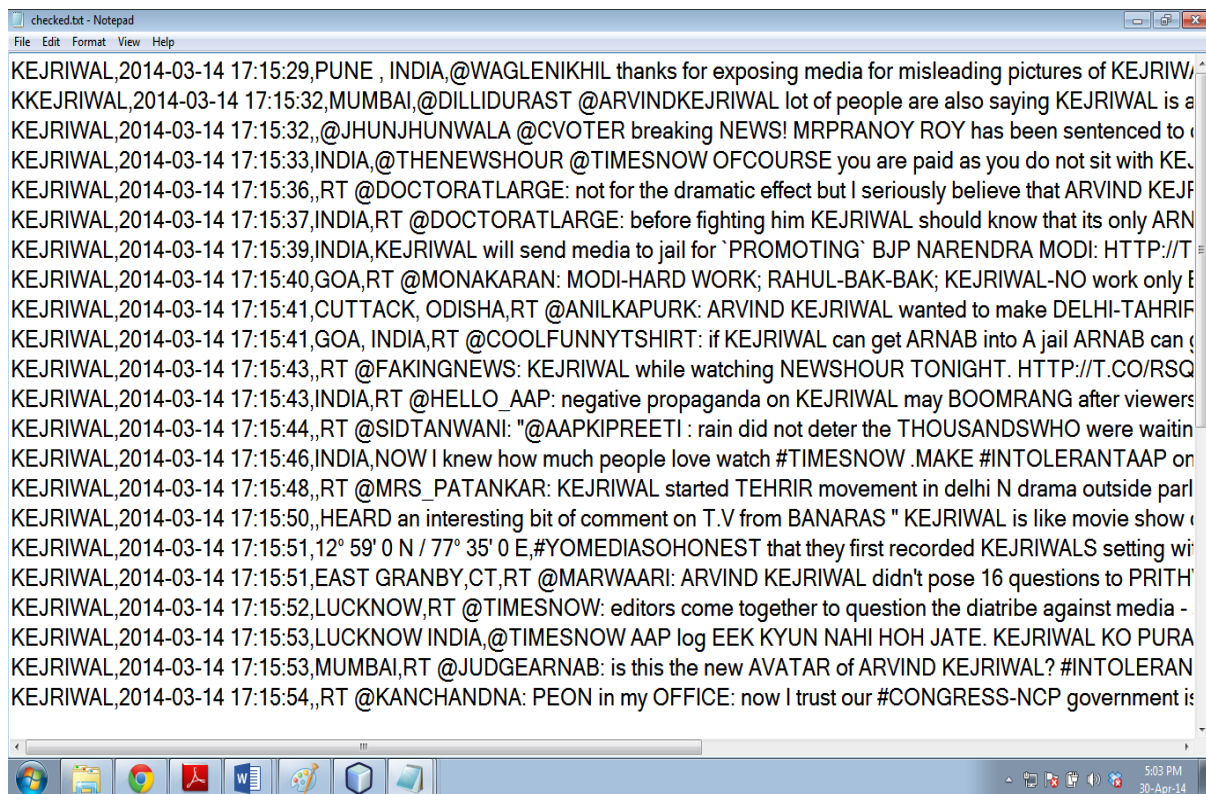 checked.txt - Notepad
File Edit Format View Help
KEJRIWAL,2014-03-14 17:15:29,PUNE , INDIA,@WAGLENIKHIL thanks for exposing media for misleading pictures of
KKEJRIWAL,2014-03-14 17:15:32,MUMBAI,@DILLIDURAST @ARVINDKEJRIWAL lot of people are also saying KEJRIWAL is a
KEJRIWAL,2014-03-14 17:15:32,,@JHUNJHUNWALA @CVOTER breaking NEWS! MRPRANOY ROY has been sentenced to
KEJRIWAL,2014-03-14 17:15:33,INDIA,@THENEWSHOUR @TIMESNOW OFCOURSE you are paid as you do not sit with
KEJRIWAL,2014-03-14 17:15:36,,RT @DOCTORATLARGE: not for the dramatic effect but I seriously believe that ARVIND
KEJRIWAL,2014-03-14 17:15:37,INDIA,RT @DOCTORATLARGE: before fighting him KEJRIWAL should know that its only ARN
KEJRIWAL,2014-03-14 17:15:39,INDIA,KEJRIWAL will send media to jail for `PROMOTING` BJP NARENDRA MODI: HTTP://T
KEJRIWAL,2014-03-14 17:15:40,GOA,RT @MONAKARAN: MODI-HARD WORK; RAHUL-BAK-BAK; KEJRIWAL-NO work only
KEJRIWAL,2014-03-14 17:15:41,CUTTACK, ODISHA,RT @ANILKAPURK: ARVIND KEJRIWAL wanted to make DELHI-TAHRIR
KEJRIWAL,2014-03-14 17:15:41,GOA, INDIA,RT @COOLFUNNYTSHIRT: if KEJRIWAL can get ARNAB into A jail ARNAB can
KEJRIWAL,2014-03-14 17:15:43,,RT @FAKINGNEWS: KEJRIWAL while watching NEWSHOUR TONIGHT. HTTP://T.CO/RSQ
KEJRIWAL,2014-03-14 17:15:43,INDIA,RT @HELLO_AAP: negative propaganda on KEJRIWAL may BOOMRANG after viewers
KEJRIWAL,2014-03-14 17:15:44,,RT @SIDTANWANI: "@AAPKIPREETI : rain did not deter the THOUSANDSWHO were waitin
KEJRIWAL,2014-03-14 17:15:46,INDIA,NOW I knew how much people love watch #TIMESNOW .MAKE #INTOLERANTAAP on
KEJRIWAL,2014-03-14 17:15:48,,RT @MRS_PATANKAR: KEJRIWAL started TEHRIR movement in delhi N drama outside parl
KEJRIWAL,2014-03-14 17:15:50,,HEARD an interesting bit of comment on T.V from BANARAS " KEJRIWAL is like movie show
KEJRIWAL,2014-03-14 17:15:51,12° 59' 0 N / 77° 35' 0 E,#YOMEDIASOHONEST that they first recorded KEJRIWALS setting wi
KEJRIWAL,2014-03-14 17:15:51,EAST GRANBY,CT,RT @MARWAARI: ARVIND KEJRIWAL didn't pose 16 questions to PRITH
KEJRIWAL,2014-03-14 17:15:52,LUCKNOW,RT @TIMESNOW: editors come together to question the diatribe against media -
KEJRIWAL,2014-03-14 17:15:53,LUCKNOW INDIA,@TIMESNOW AAP log EEK KYUN NAHI HOH JATE. KEJRIWAL KO PURA
KEJRIWAL,2014-03-14 17:15:53,MUMBAI,RT @JUDGEARNAB: is this the new AVATAR of ARVIND KEJRIWAL? #INTOLERAN
KEJRIWAL,2014-03-14 17:15:54,,RT @KANCHANDNA: PEON in my OFFICE: now I trust our #CONGRESS-NCP government is
5:03 PM
30-Apr-14